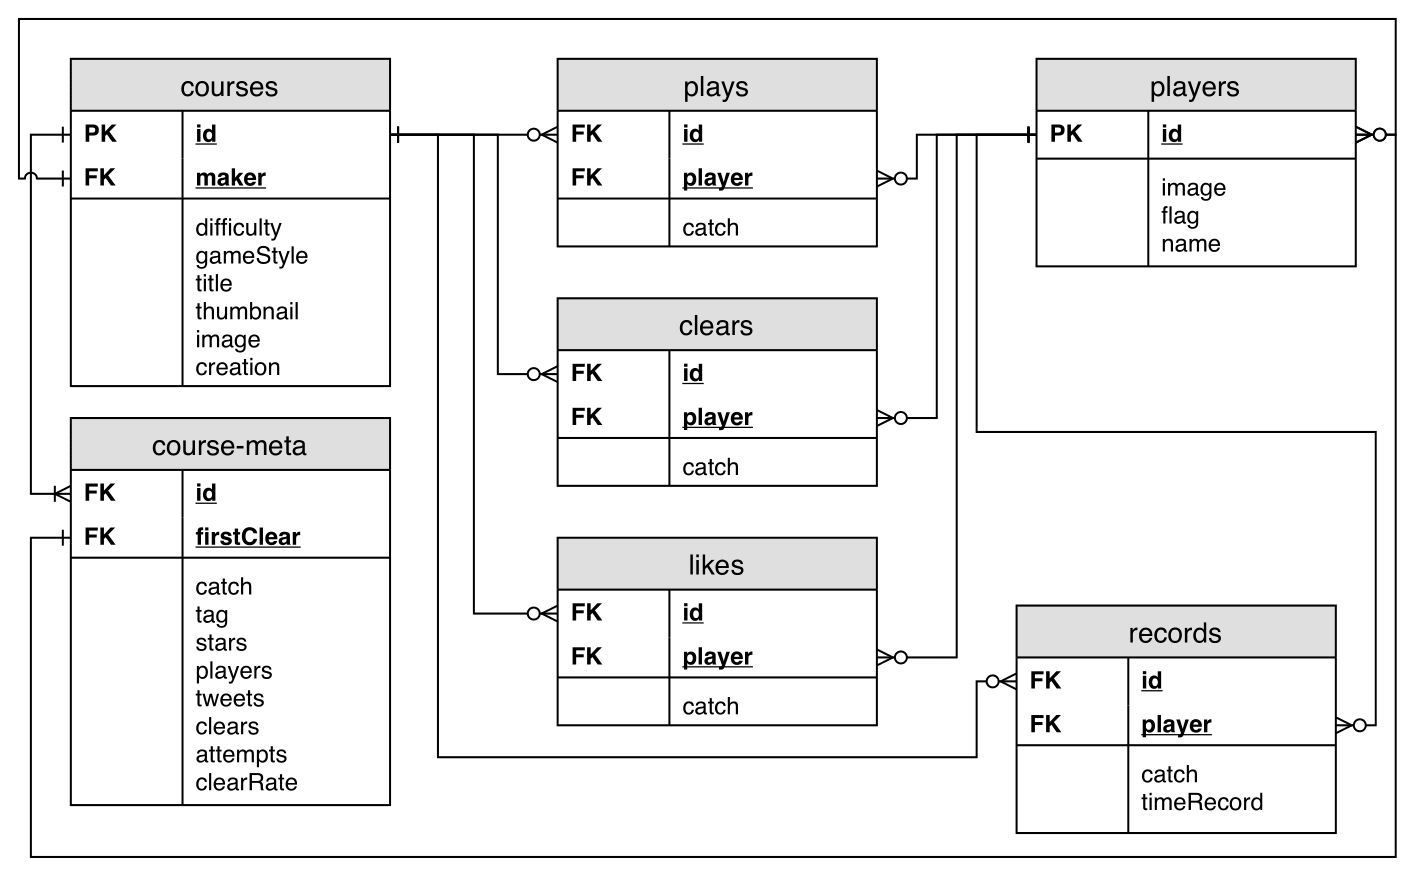 courses
PK id
FK maker
difficulty
gameStyle
title
thumbnail
image
creation
course-meta
FK id
FK firstClear
catch
tag
stars
players
tweets
clears
attempts
clearRate
plays
FK id
FK player
catch
clears
FK id
FK player
catch
likes
FK id
FK player
catch
players
PK id
image
flag
name
records
FK id
FK player
catch
timeRecord